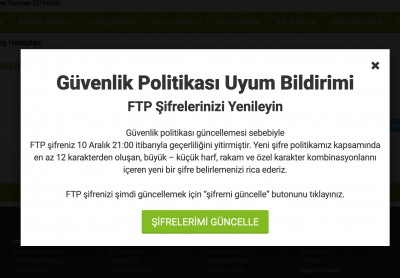 Güvenlik Politikası Uyum Bildirimi
FTP Şifrelerinizi Yenileyin
Güvenlik politikası güncellemesi sebebiyle
FTP şifreniz 10 Aralık 21:00 itibarıyla geçerliliğini yitirmiştir. Yeni şifre politikamız kapsamında
en az 12 karakterden oluşan, büyük – küçük harf, rakam ve özel karakter kombinasyonlarını
içeren yeni bir şifre belirlemenizi rica ederiz.
FTP şifrenizi şimdi güncellemek için "şifremi güncelle" butonunu tıklayınız.
ŞİFRELERİMİ GÜNCELLE